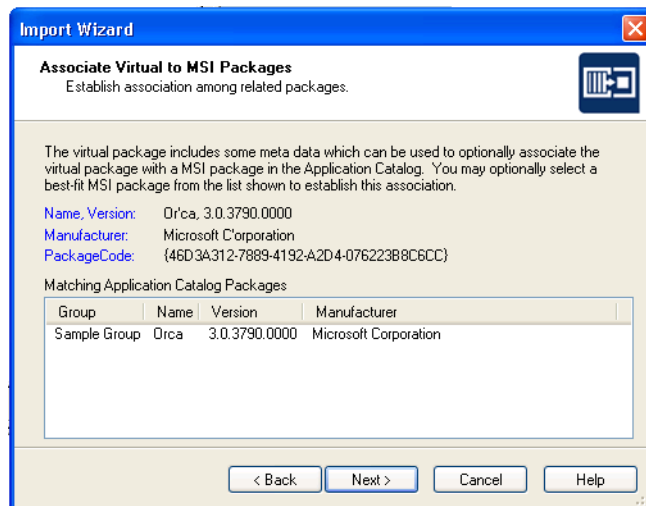 Import Wizard
Associate Virtual to MSI Packages
Establish association among related packages.
The virtual package includes some meta data which can be used to optionally associate the
virtual package with a MSI package in the Application Catalog. You may optionally select a
best-fit MSI package from the list shown to establish this association.
Name, Version: Or'ca, 3.0.3790.0000
Manufacturer: Microsoft C'orporation
PackageCode: {46D3A312-7889-4192-A2D4-076223B8C6CC}
Matching Application Catalog Packages
Group Name Version Manufacturer
Sample Group Orca 3.0.3790.0000 Microsoft Corporation
< Back Next > Cancel Help